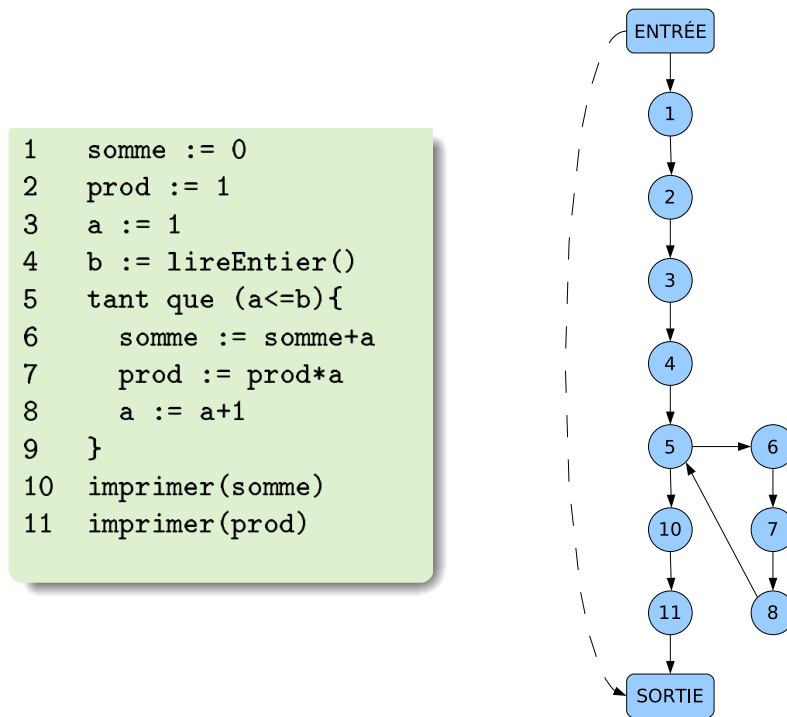 1 somme := 0
2 prod := 1
3 a := 1
4 b := lireEntier()
5 tant que (a<=b){
6 somme := somme+a
7 prod := prod*a
8 a := a+1
9 }
10 imprimer(somme)
11 imprimer(prod)
ENTRÉE
1
2
3
4
5 6
10 7
11 8
SORTIE